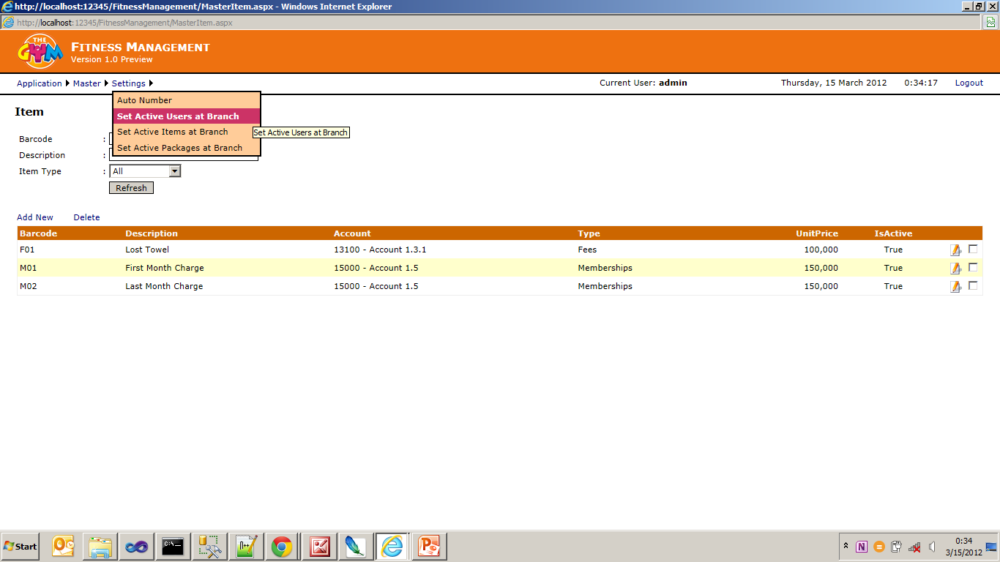 http://localhost:12345/FitnessManagement/MasterItem.aspx - Windows Internet Explorer
http://localhost:12345/FitnessManagement/MasterItem.aspx
THE GYM
FITNESS MANAGEMENT
Version 1.0 Preview
Application Master Settings Current User: admin Thursday, 15 March 2012 0:34:17 Logout
Auto Number
Set Active Users at Branch
Set Active Items at Branch
Set Active Packages at Branch
Set Active Users at Branch
Item
Barcode :
Description :
Item Type : All
Refresh
Add New Delete
Barcode Description Account Type UnitPrice IsActive
F01 Lost Towel 13100 - Account 1.3.1 Fees 100,000 True
M01 First Month Charge 15000 - Account 1.5 Memberships 150,000 True
M02 Last Month Charge 15000 - Account 1.5 Memberships 150,000 True
Start
C:\_
N
0:34
3/15/2012